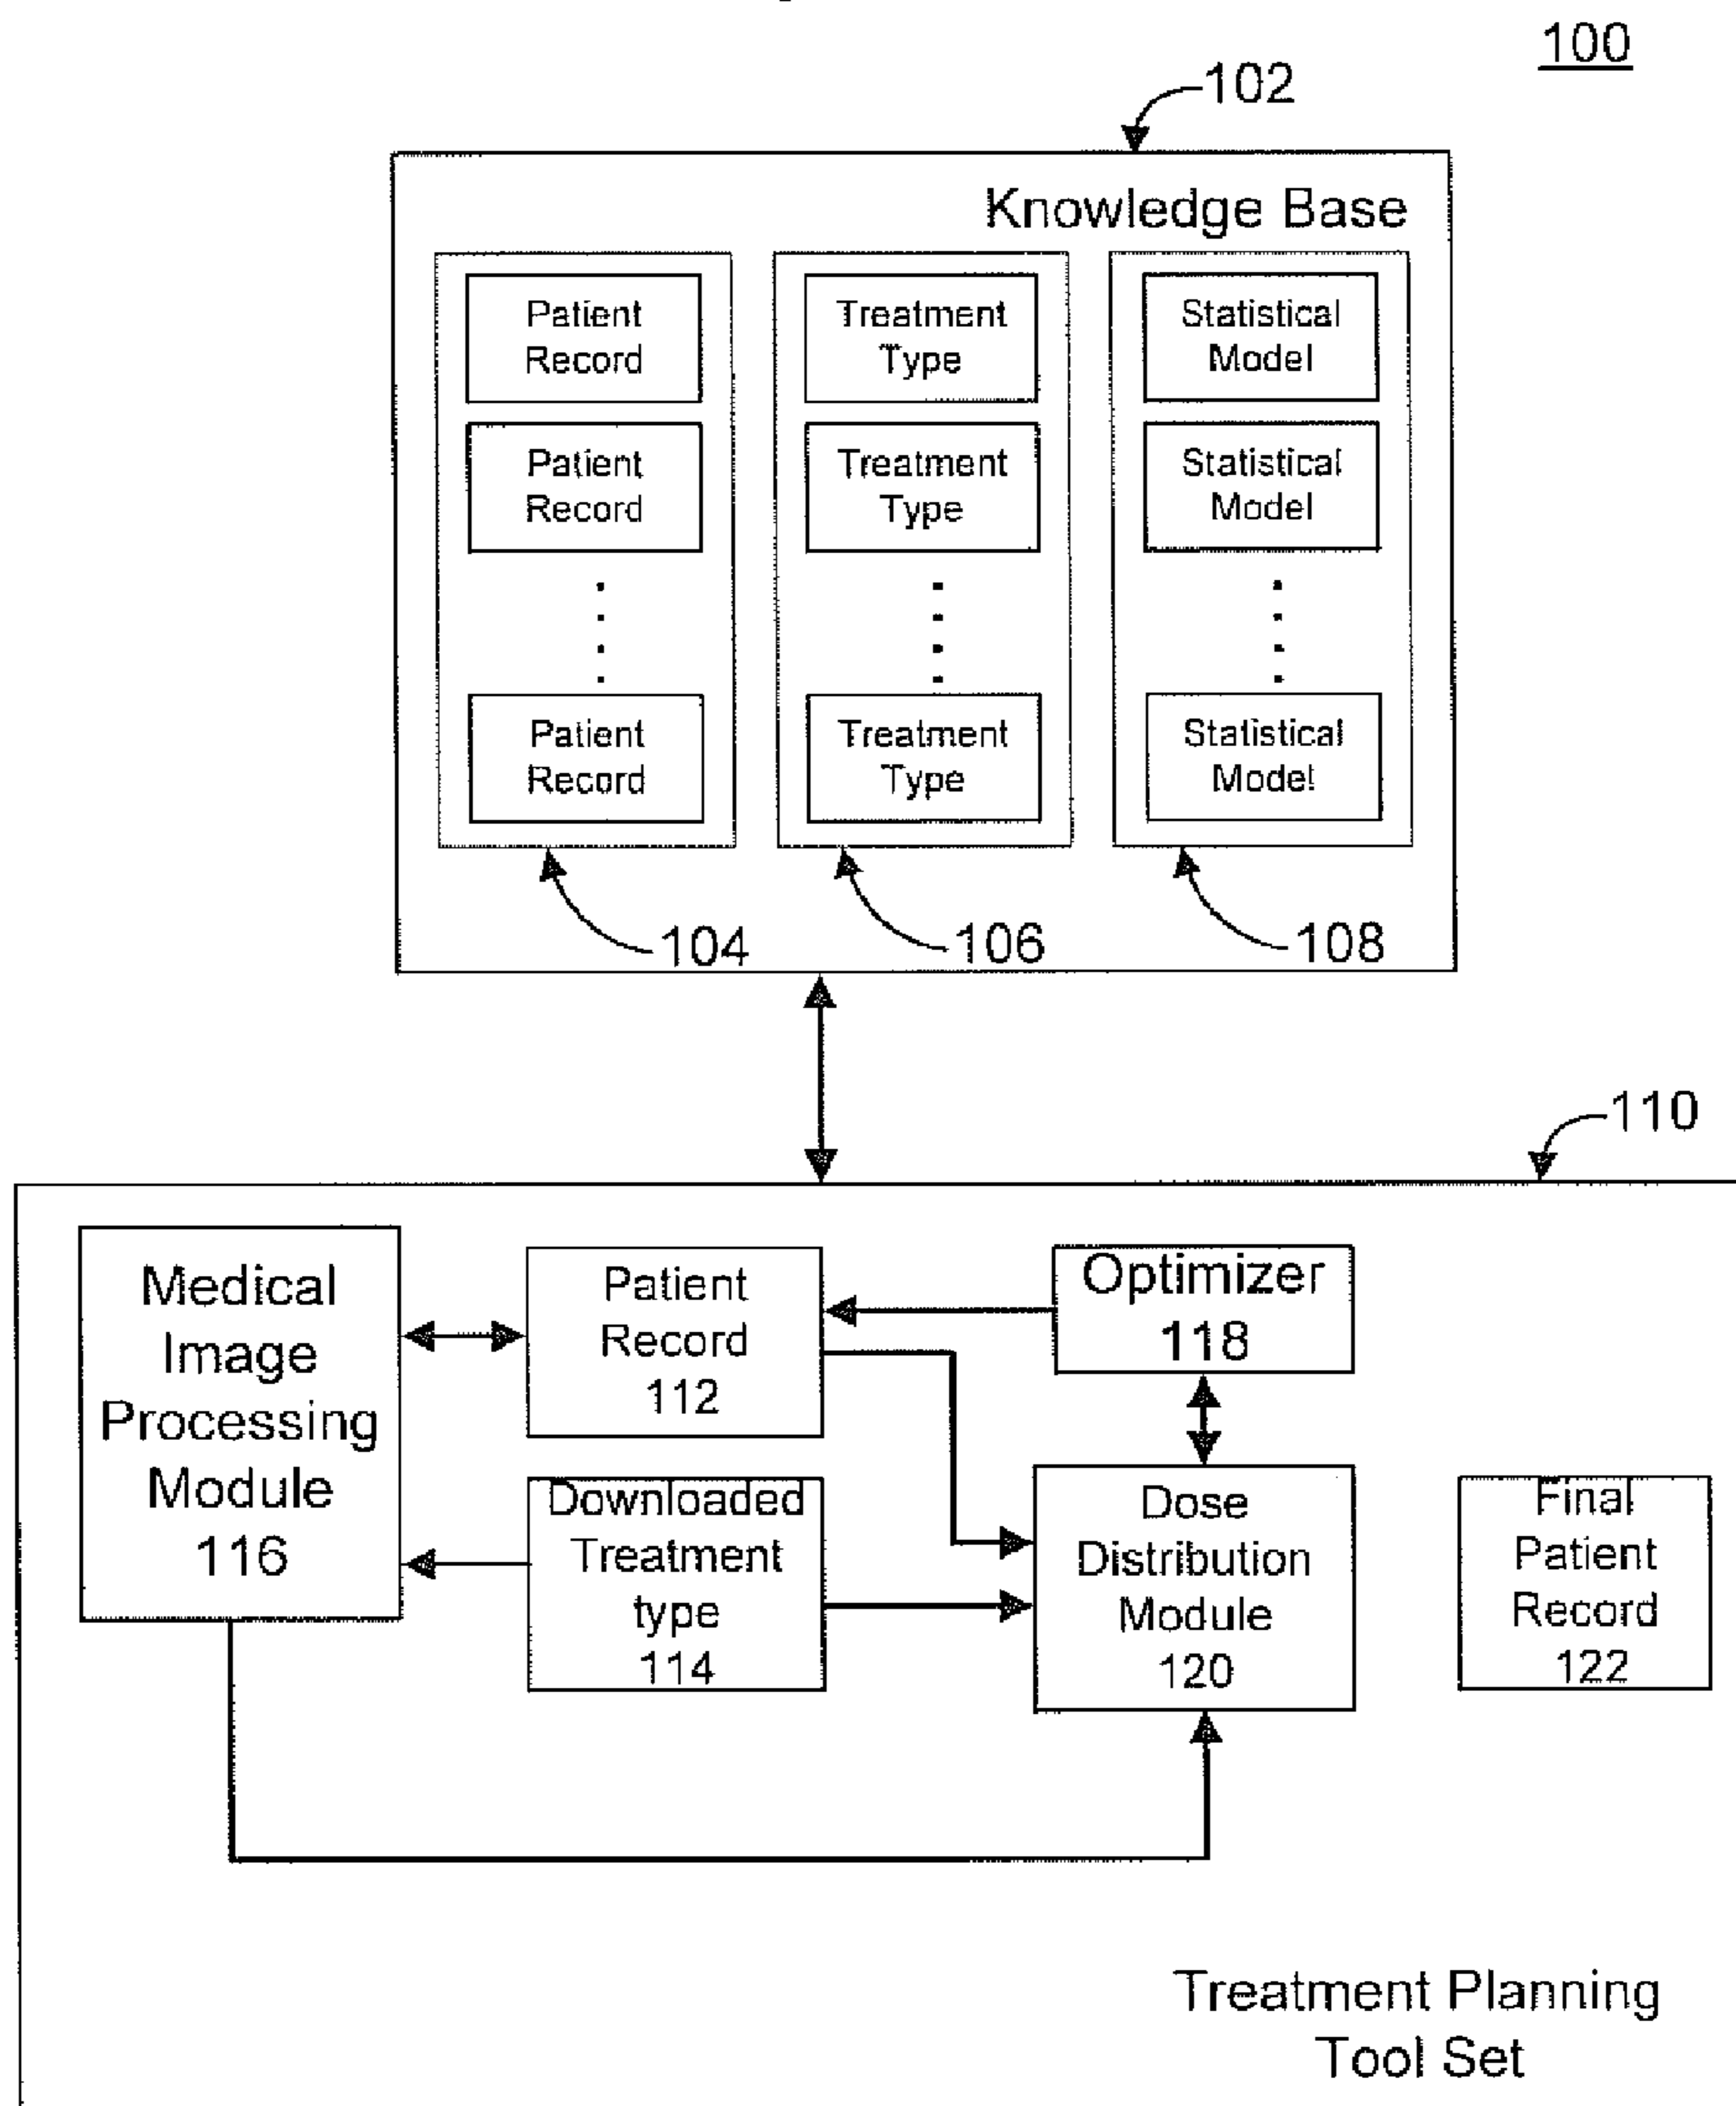 100
102
Knowledge Base
Patient
Record
Patient
Record
Patient
Record
104
Treatment
Type
Treatment
Type
Treatment
Type
106
Statistical
Model
Statistical
Model
Statistical
Model
108
110
Medical
Image
Processing
Module
116
Patient
Record
112
Optimizer
118
Downloaded
Treatment
type
114
Dose
Distribution
Module
120
Final
Patient
Record
122
Treatment Planning
Tool Set